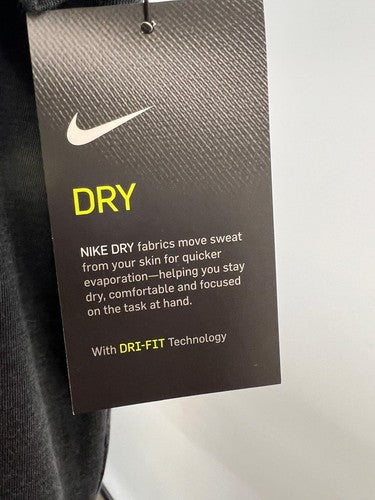 DRY
NIKE DRY fabrics move sweat
from your skin for quicker
evaporation—helping you stay
dry, comfortable and focused
on the task at hand.
With DRI-FIT Technology